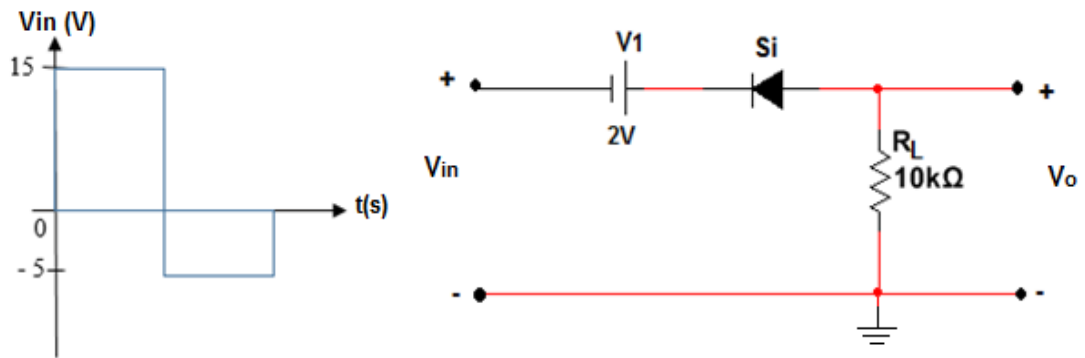 Vin (V)
15
0
t(s)
- 5
V1
Si
+
+
2V
Vin
RL
10kΩ
Vo
-
-